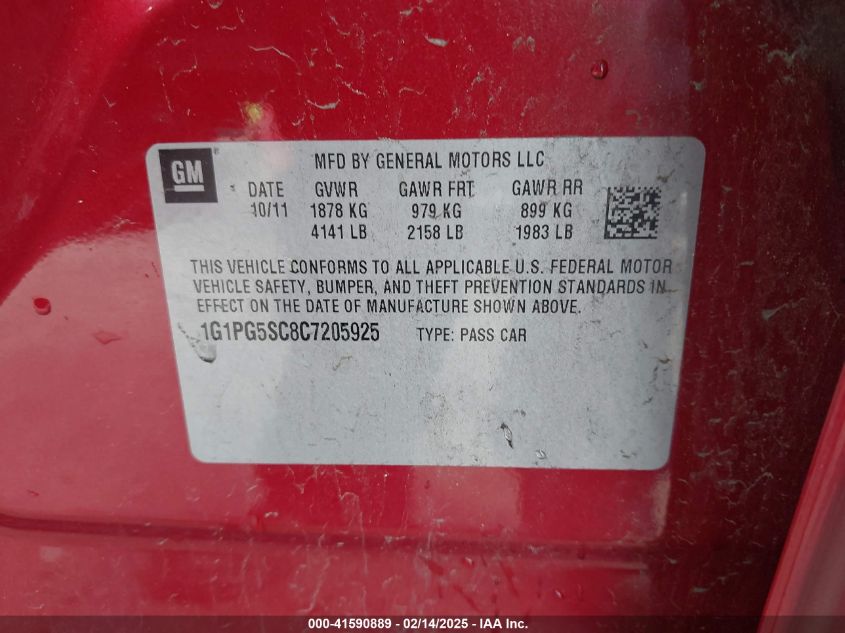 GM
MFD BY GENERAL MOTORS LLC
DATE GVWR GAWR FRT GAWR RR
10/11 1878 KG 979 KG 899 KG
4141 LB 2158 LB 1983 LB
THIS VEHICLE CONFORMS TO ALL APPLICABLE U.S. FEDERAL MOTOR
VEHICLE SAFETY, BUMPER, AND THEFT PREVENTION STANDARDS IN
EFFECT ON THE DATE OF MANUFACTURE SHOWN ABOVE.
1G1PG5SC8C7205925 TYPE: PASS CAR
000-41590889 - 02/14/2025 - IAA Inc.